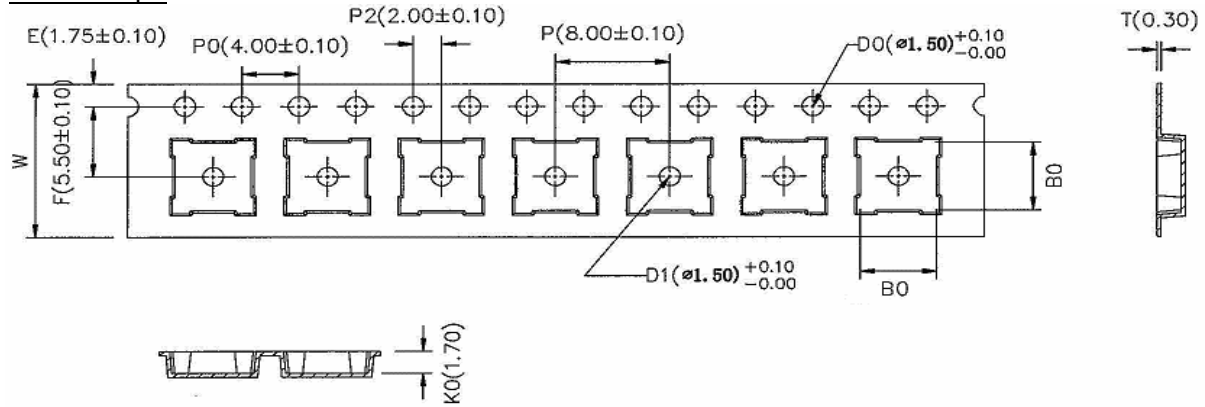 P2(2.00±0.10)
T(0.30)
E(1.75±0.10)
P0(4.00±0.10)
P(8.00±0.10)
D0(ø1.50)+0.10
-0.00
W
F(5.50±0.10)
B0
D1(ø1.50)+0.10
-0.00
B0
K0(1.70)